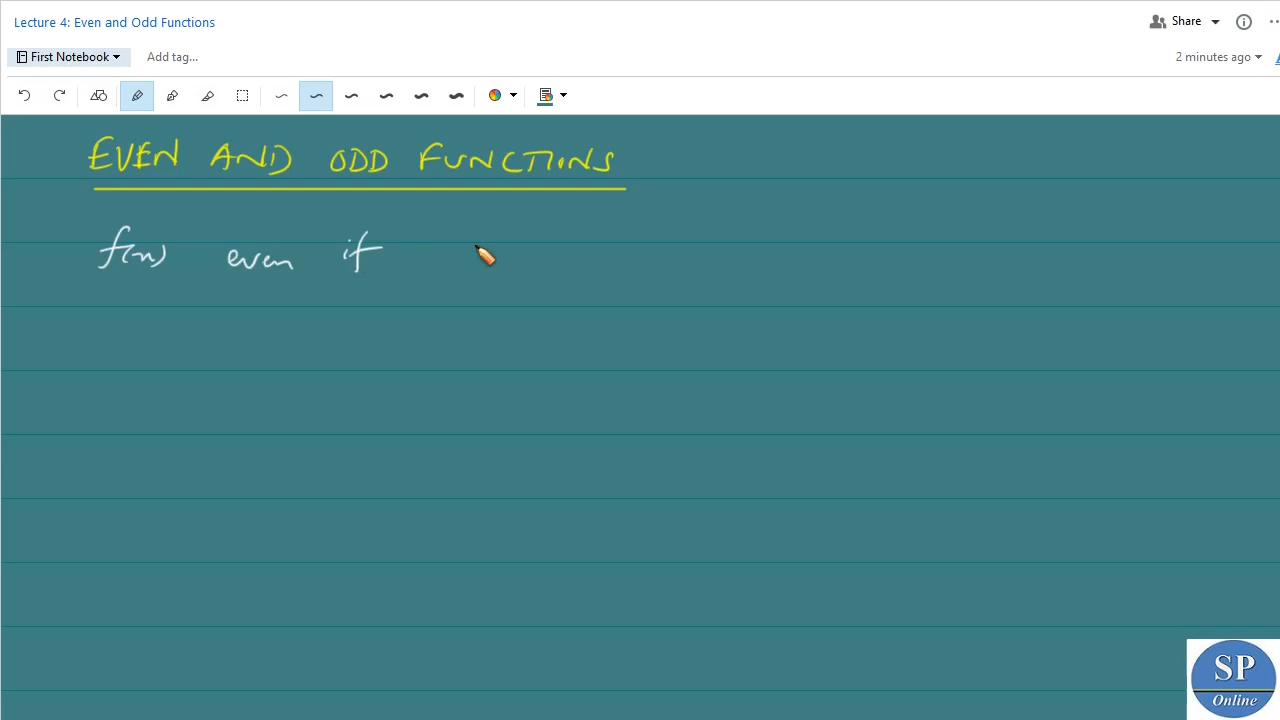 Lecture 4: Even and Odd Functions
Share
First Notebook
Add tag...
2 minutes ago
EVEN AND ODD FUNCTIONS
f(x) even if
SP
Online